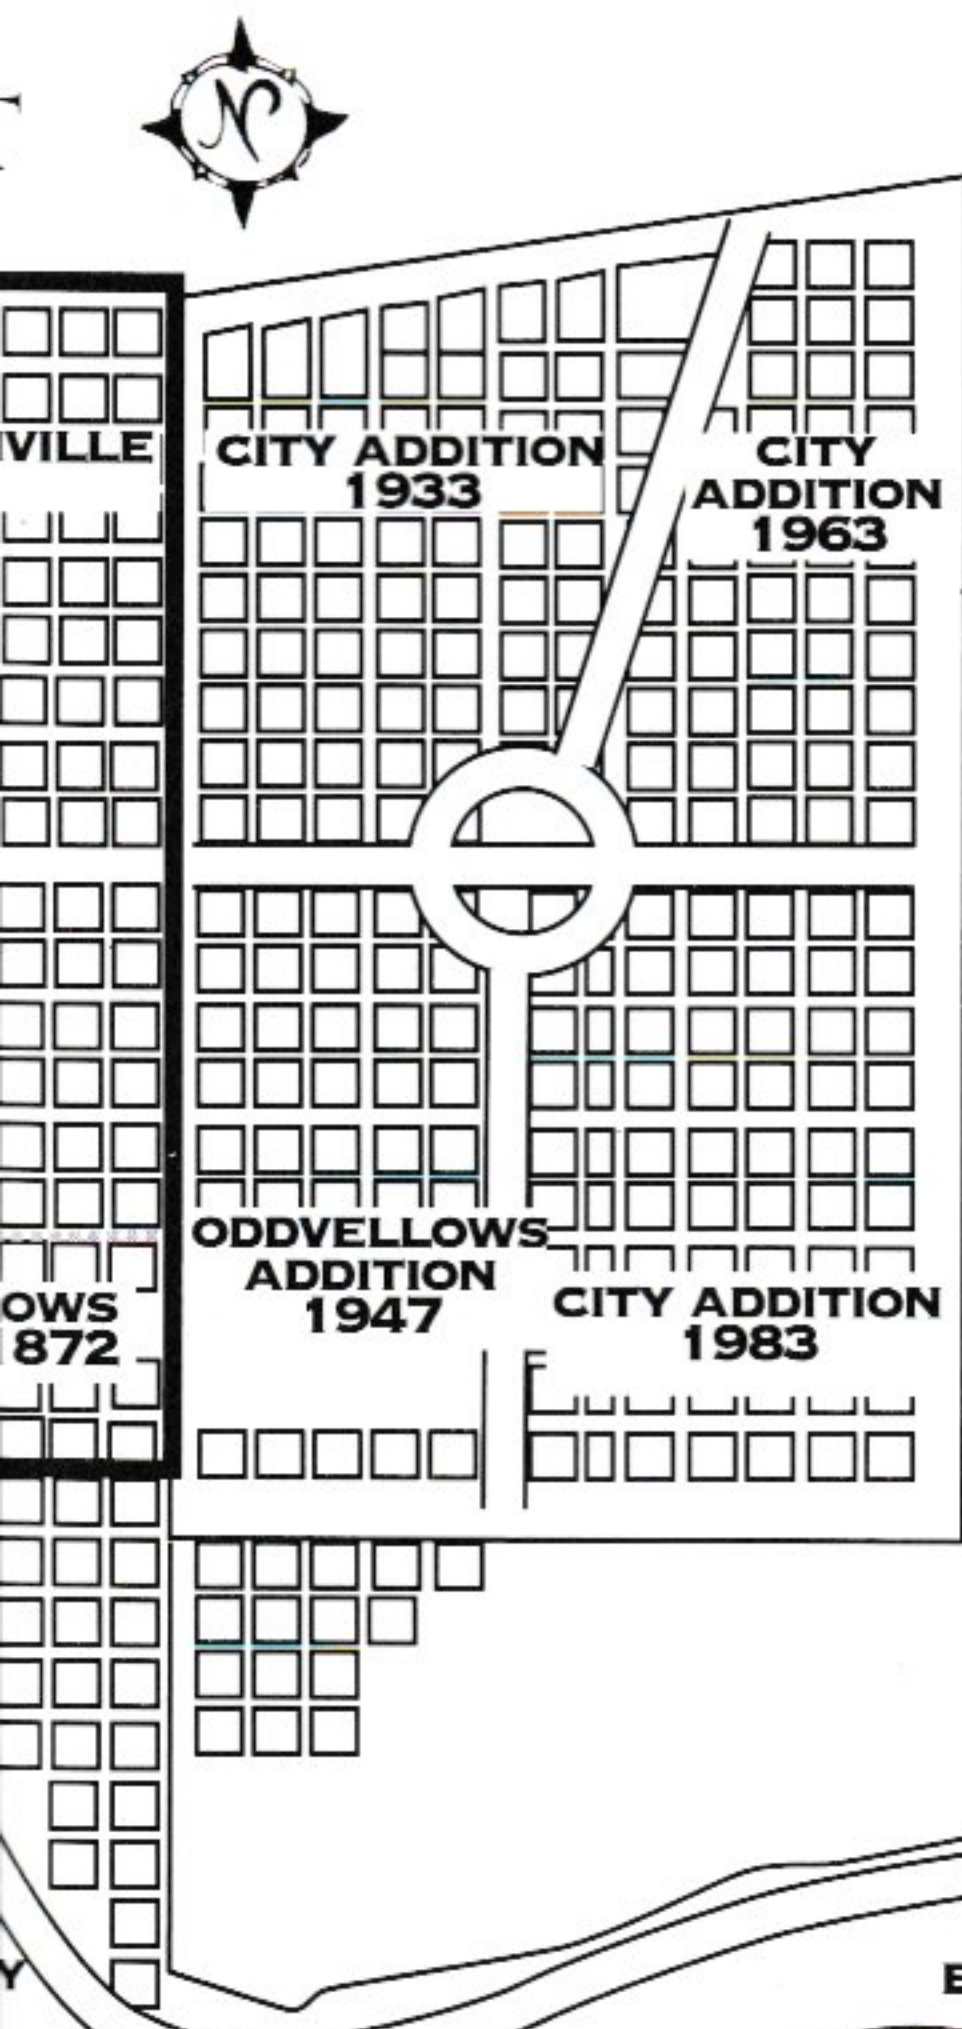 N
VILLE
CITY ADDITION
1933
CITY
ADDITION
1963
ODDVELLOWS
ADDITION
1947
OWS
872
CITY ADDITION
1983
Y
E